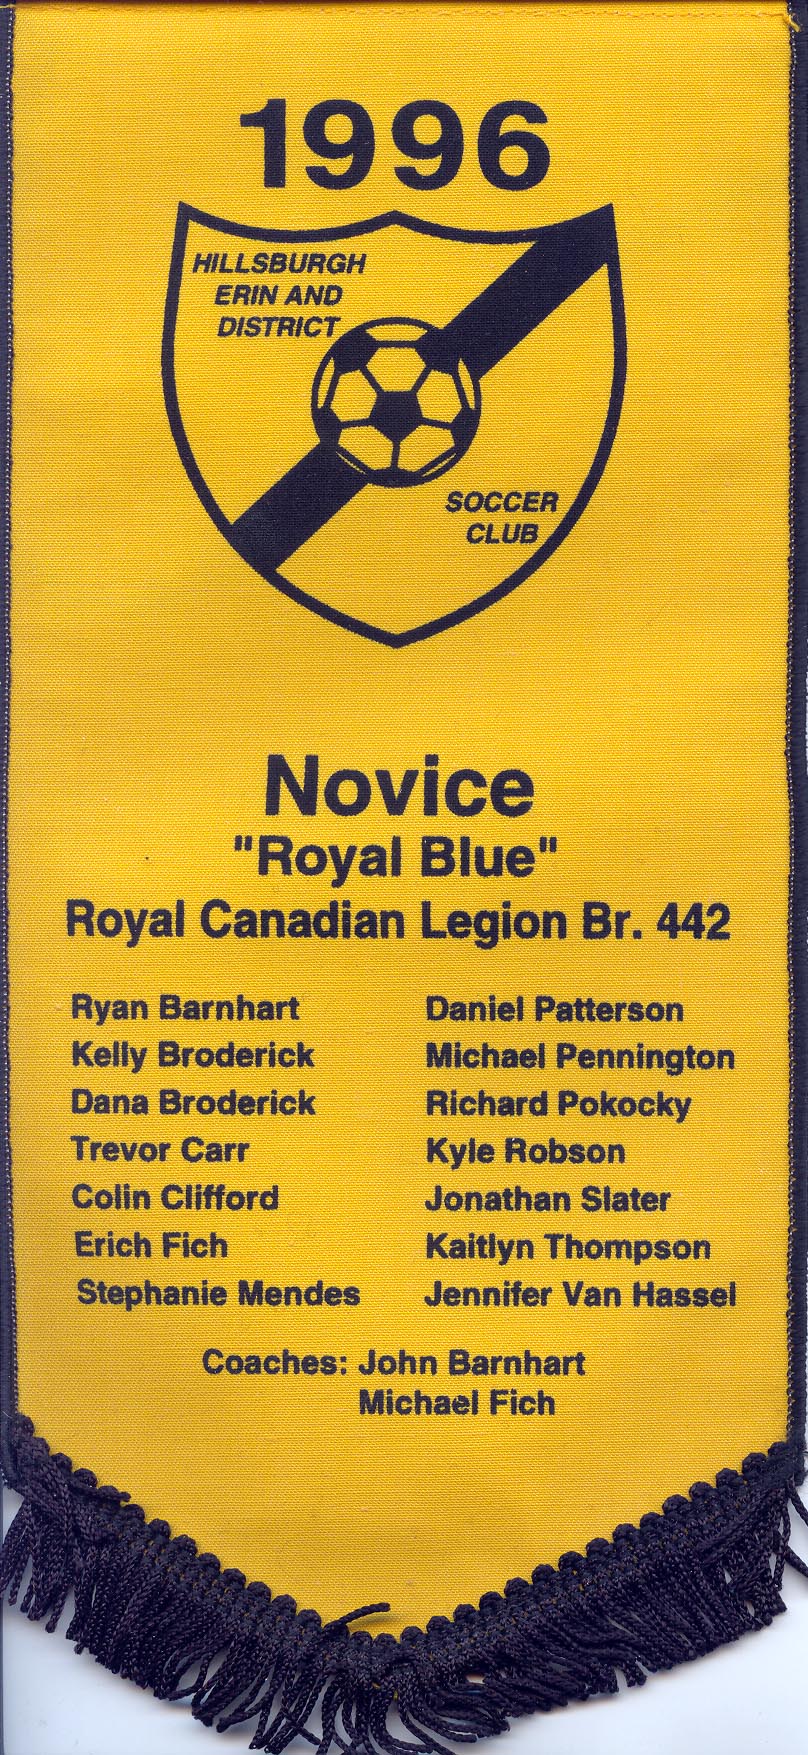 1996
HILLSBURGH
ERIN AND
DISTRICT
SOCCER
CLUB
Novice
"Royal Blue"
Royal Canadian Legion Br. 442
Ryan Barnhart
Kelly Broderick
Dana Broderick
Trevor Carr
Colin Clifford
Erich Fich
Stephanie Mendes
Daniel Patterson
Michael Pennington
Richard Pokocky
Kyle Robson
Jonathan Slater
Kaitlyn Thompson
Jennifer Van Hassel
Coaches: John Barnhart
Michael Fich